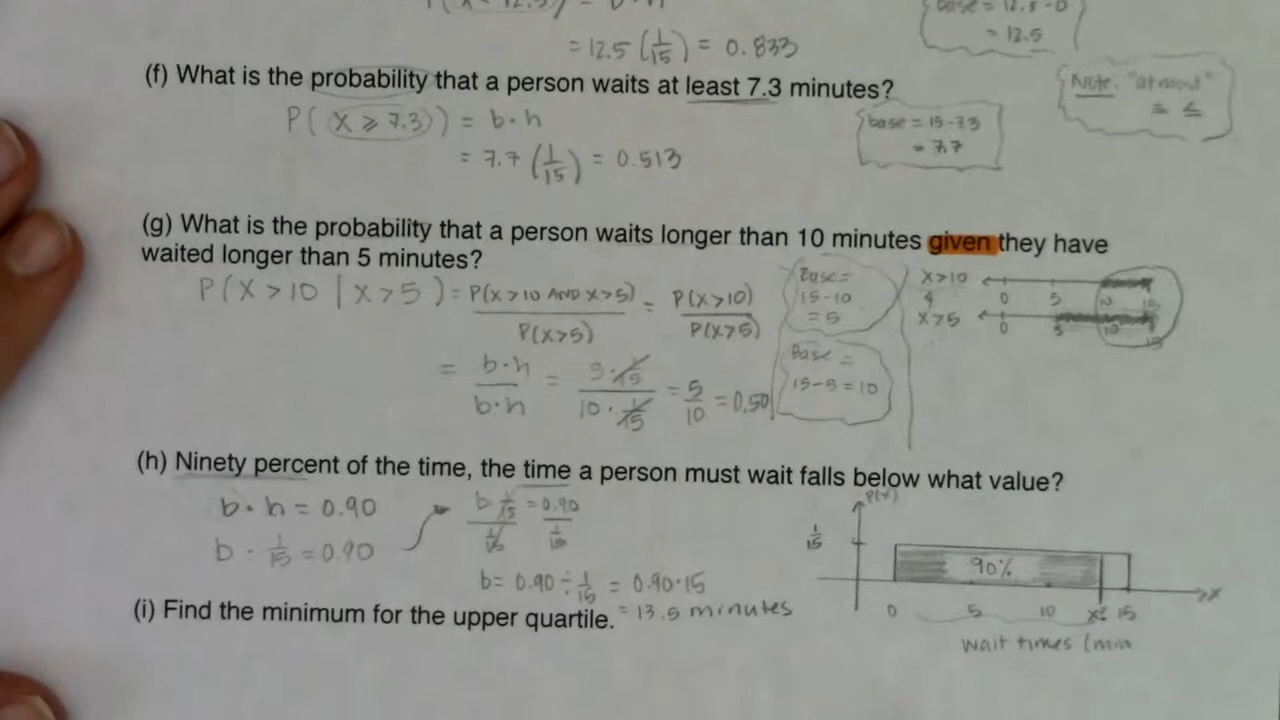 = 12.5 (1/15) = 0.833
base = 12.5 - 0
= 12.5
(f) What is the probability that a person waits at least 7.3 minutes?
Note: "at most"
= ≤
P( X ⩾ 7.3) = b · h
= 7.7 (1/15) = 0.513
base = 15 - 7.3
= 7.7
(g) What is the probability that a person waits longer than 10 minutes given they have
waited longer than 5 minutes?
P(X > 10 | X > 5) = P(X > 10 AND X > 5) / P(X > 5) = P(X > 10) / P(X > 5)
Base =
15 - 10
= 5
X > 10
0 5 10 15
X > 5
0 5 10 15
= b · h / b · h = 5 · 1/15 / 10 · 1/15 = 5/10 = 0.50
Base =
15 - 5 = 10
(h) Ninety percent of the time, the time a person must wait falls below what value?
b · h = 0.90
b · 1/15 = 0.90
b 1/15 / 1/15 = 0.90 / 1/15
b = 0.90 ÷ 1/15 = 0.90 · 15
= 13.5 minutes
P(x)
1/15
90%
x
0 5 10 x? 15
wait times (min
(i) Find the minimum for the upper quartile.